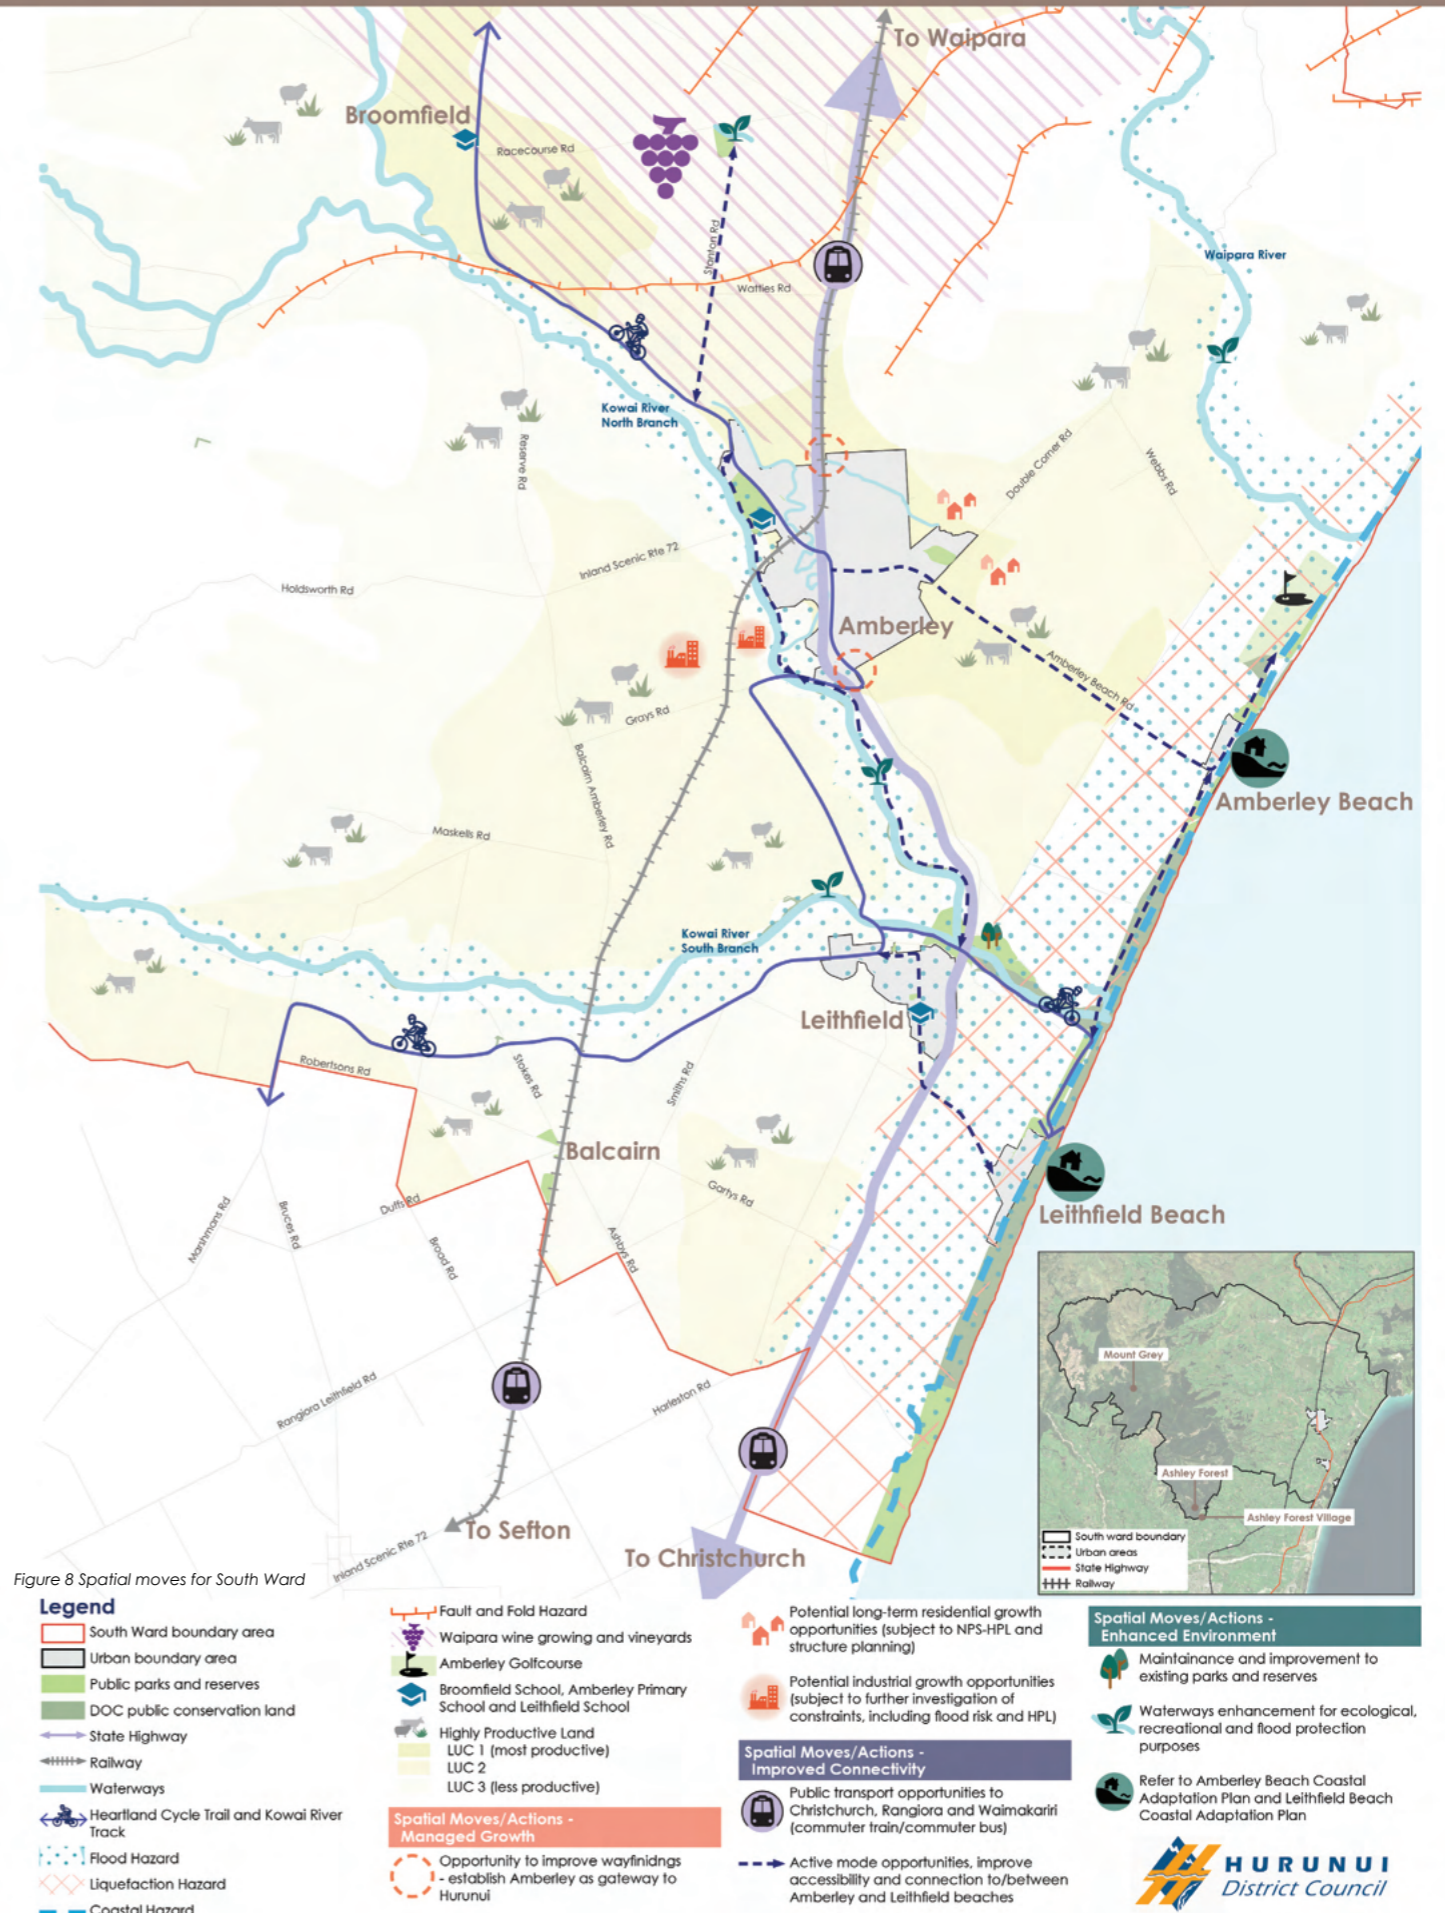 To Waipara
Broomfield
Racecourse Rd
Stanton Rd
Waipara River
Watties Rd
Kowai River
North Branch
Reserve Rd
Double Corner Rd
Webbs Rd
Inland Scenic Rte 72
Holdsworth Rd
Amberley
Amberley Beach Rd
Grays Rd
Balcairn Amberley Rd
Amberley Beach
Maskells Rd
Kowai River
South Branch
Leithfield
Robertsons Rd
Stokes Rd
Smiths Rd
Balcairn
Gartys Rd
Leithfield Beach
Duffs Rd
Marshmans Rd
Bruces Rd
Broad Rd
Ashbys Rd
Mount Grey
Rangiora Leithfield Rd
Harleston Rd
Ashley Forest
Ashley Forest Village
To Sefton
Inland Scenic Rte 72
To Christchurch
South ward boundary
Urban areas
State Highway
Railway
Figure 8 Spatial moves for South Ward
Legend
South Ward boundary area
Urban boundary area
Public parks and reserves
DOC public conservation land
State Highway
Railway
Waterways
Heartland Cycle Trail and Kowai River
Track
Flood Hazard
Liquefaction Hazard
Coastal Hazard
Fault and Fold Hazard
Waipara wine growing and vineyards
Amberley Golfcourse
Broomfield School, Amberley Primary
School and Leithfield School
Highly Productive Land
LUC 1 (most productive)
LUC 2
LUC 3 (less productive)
Spatial Moves/Actions -
Managed Growth
Opportunity to improve wayfinidngs
- establish Amberley as gateway to
Hurunui
Potential long-term residential growth
opportunities (subject to NPS-HPL and
structure planning)
Potential industrial growth opportunities
(subject to further investigation of
constraints, including flood risk and HPL)
Spatial Moves/Actions -
Improved Connectivity
Public transport opportunities to
Christchurch, Rangiora and Waimakariri
(commuter train/commuter bus)
Active mode opportunities, improve
accessibility and connection to/between
Amberley and Leithfield beaches
Spatial Moves/Actions -
Enhanced Environment
Maintainance and improvement to
existing parks and reserves
Waterways enhancement for ecological,
recreational and flood protection
purposes
Refer to Amberley Beach Coastal
Adaptation Plan and Leithfield Beach
Coastal Adaptation Plan
HURUNUI
District Council